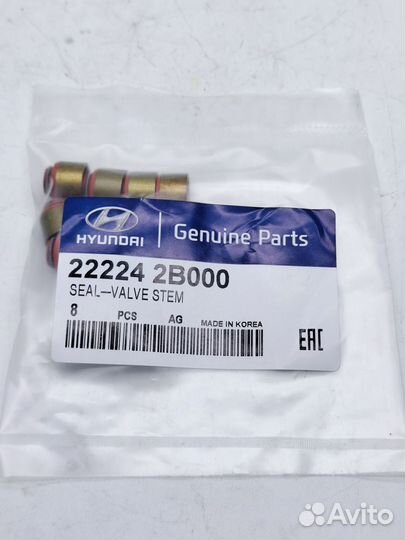 HYUNDAI
Genuine Parts
22224 2B000
SEAL—VALVE STEM
8 PCS AG MADE IN KOREA
EAC
Avito